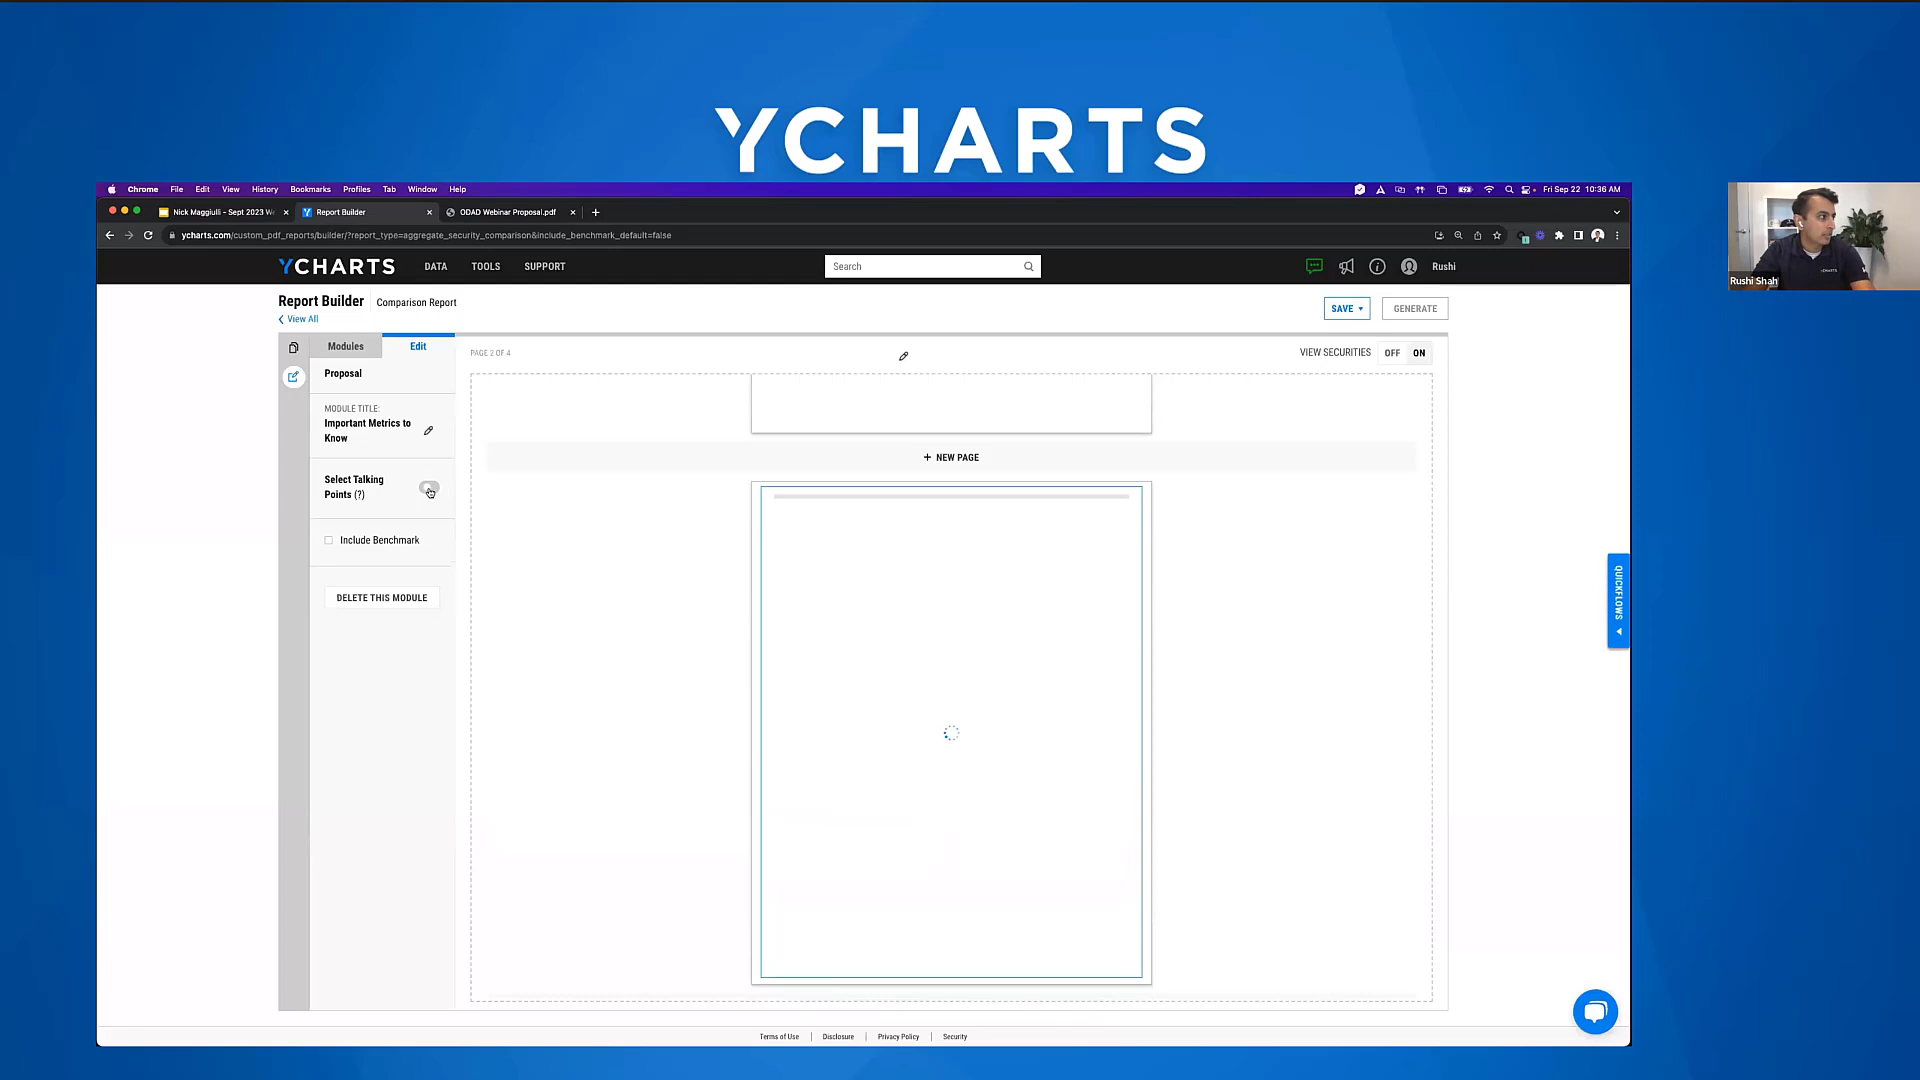 YCHARTS
Chrome File Edit View History Bookmarks Profiles Tab Window Help
Fri Sep 22 10:36 AM
Nick Maggiulli - Sept 2023 W
Report Builder
ODAD Webinar Proposal.pdf
ycharts.com/custom_pdf_reports/builder/?report_type=aggregate_security_comparison&include_benchmark_default=false
YCHARTS DATA TOOLS SUPPORT
Search
Rushi
Report Builder
Comparison Report
View All
SAVE
GENERATE
Modules
Edit
Proposal
MODULE TITLE:
Important Metrics to
Know
Select Talking
Points (?)
Include Benchmark
DELETE THIS MODULE
PAGE 2 OF 4
VIEW SECURITIES OFF ON
+ NEW PAGE
QUICKFLOWS
Terms of Use | Disclosure | Privacy Policy | Security
Rushi Shah